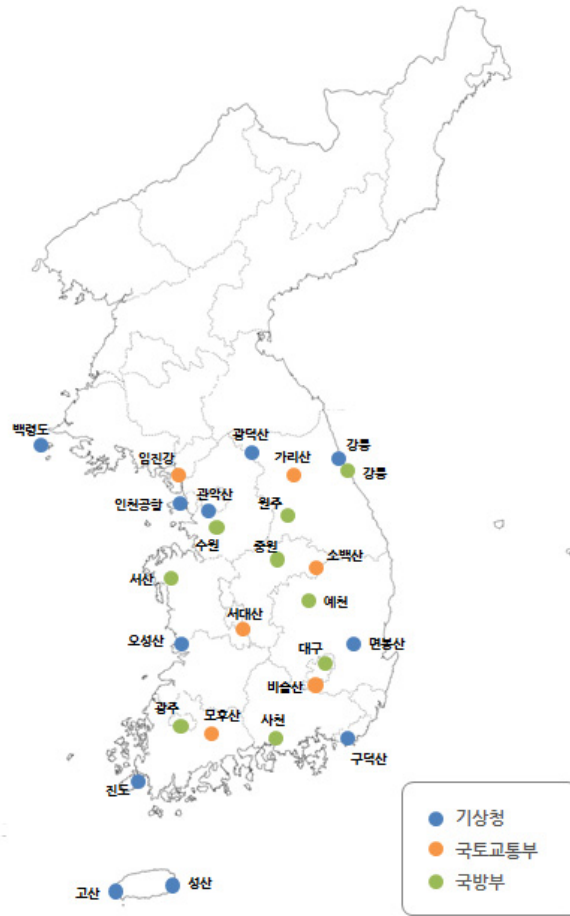 백령도
광덕산
강릉
임진강
가리산
강릉
인천공항
관악산
원주
수원
중원
소백산
서산
예천
서대산
오성산
대구
면봉산
비슬산
광주
모후산
사천
구덕산
진도
고산
성산
기상청
국토교통부
국방부